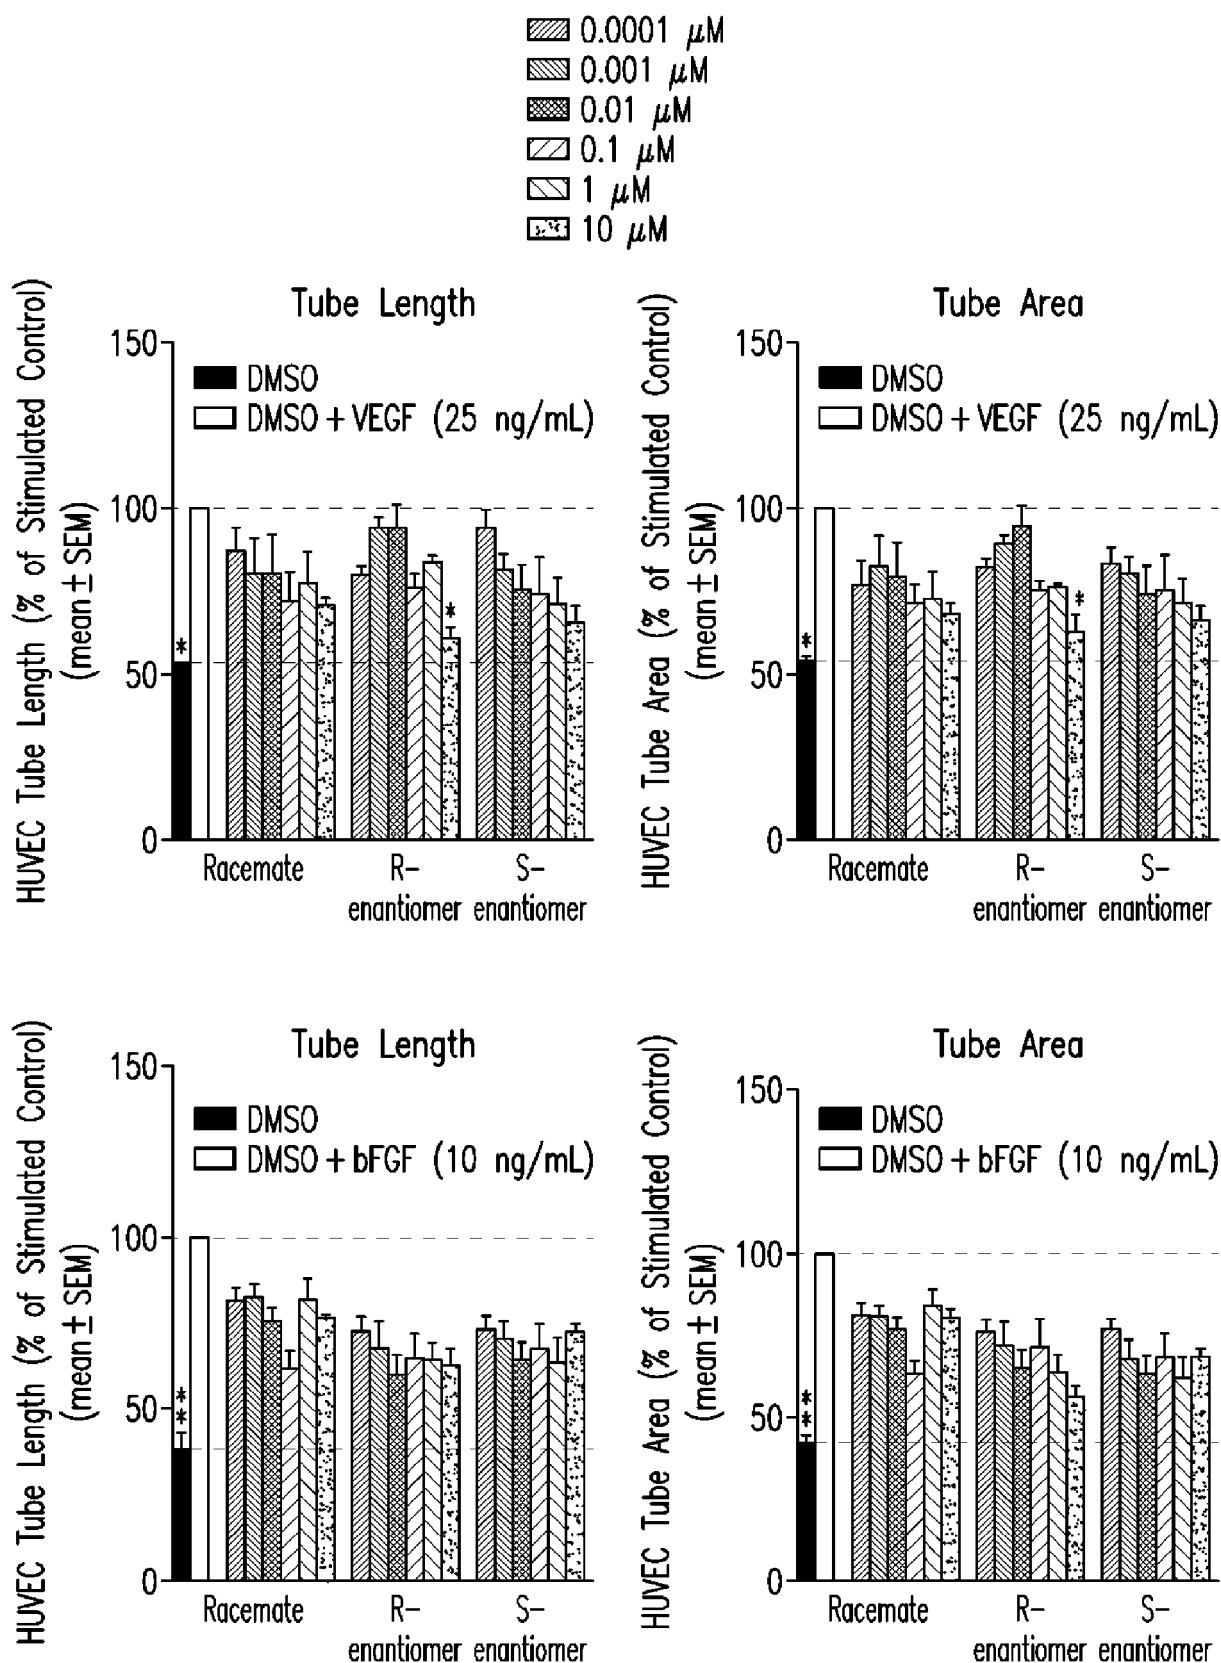 0.0001 μM
0.001 μM
0.01 μM
0.1 μM
1 μM
10 μM
Tube Length
HUVEC Tube Length (% of Stimulated Control)
(mean ± SEM)
150
100
50
0
DMSO
DMSO + VEGF (25 ng/mL)
*
*
Racemate
R-
enantiomer
S-
enantiomer
Tube Area
HUVEC Tube Area (% of Stimulated Control)
(mean ± SEM)
150
100
50
0
DMSO
DMSO + VEGF (25 ng/mL)
*
*
Racemate
R-
enantiomer
S-
enantiomer
Tube Length
HUVEC Tube Length (% of Stimulated Control)
(mean ± SEM)
150
100
50
0
DMSO
DMSO + bFGF (10 ng/mL)
**
Racemate
R-
enantiomer
S-
enantiomer
Tube Area
HUVEC Tube Area (% of Stimulated Control)
(mean ± SEM)
150
100
50
0
DMSO
DMSO + bFGF (10 ng/mL)
**
Racemate
R-
enantiomer
S-
enantiomer